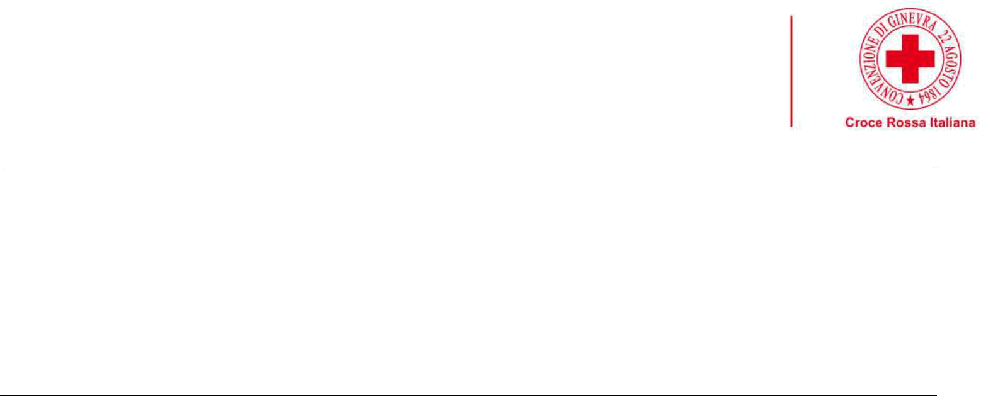 CONVENZIONE DI GINEVRA 22 AGOSTO 1864
Croce Rossa Italiana